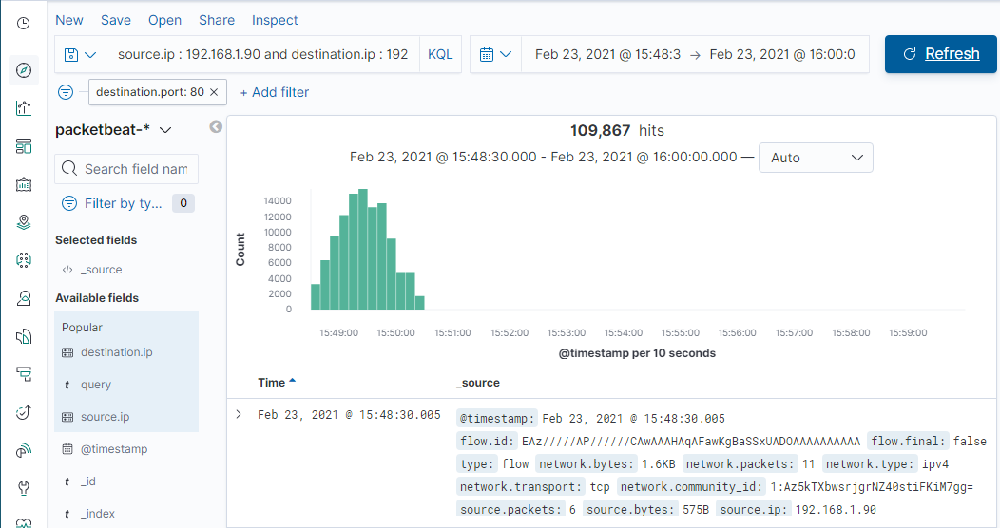 New Save Open Share Inspect
source.ip : 192.168.1.90 and destination.ip : 192 KQL Feb 23, 2021 @ 15:48:3 → Feb 23, 2021 @ 16:00:0 Refresh
destination.port: 80 × + Add filter
packetbeat-*
Search field nam
Filter by ty... 0
Selected fields
_source
Available fields
Popular
destination.ip
t query
source.ip
@timestamp
t _id
t _index
109,867 hits
Feb 23, 2021 @ 15:48:30.000 - Feb 23, 2021 @ 16:00:00.000 — Auto
Count
14000
12000
10000
8000
6000
4000
2000
0
15:49:00 15:50:00 15:51:00 15:52:00 15:53:00 15:54:00 15:55:00 15:56:00 15:57:00 15:58:00 15:59:00
@timestamp per 10 seconds
Time _source
Feb 23, 2021 @ 15:48:30.005 @timestamp: Feb 23, 2021 @ 15:48:30.005
flow.id: EAz/////AP//////CAwAAAHAqAFawKgBaSSxUADOAAAAAAAAAA flow.final: false
type: flow network.bytes: 1.6KB network.packets: 11 network.type: ipv4
network.transport: tcp network.community_id: 1:Az5kTXbwsrjgrNZ40stiFKiM7gg=
source.packets: 6 source.bytes: 575B source.ip: 192.168.1.90